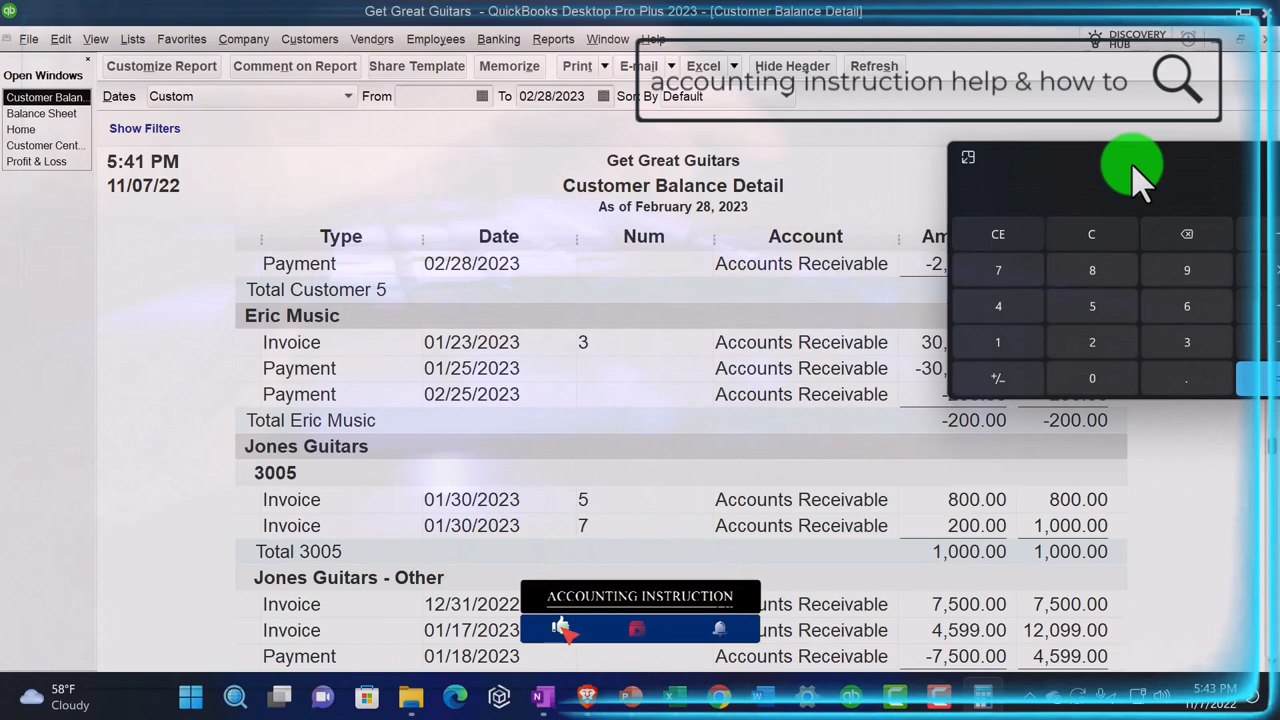 Get Great Guitars - QuickBooks Desktop Pro Plus 2023 - [Customer Balance Detail]
File Edit View Lists Favorites Company Customers Vendors Employees Banking Reports Window Help
DISCOVERY HUB
Open Windows
Customer Balan...
Balance Sheet
Home
Customer Cent...
Profit & Loss
Customize Report Comment on Report Share Template Memorize Print E-mail Excel Hide Header Refresh
accounting instruction help & how to
Dates Custom From To 02/28/2023 Sort By Default
Show Filters
5:41 PM
11/07/22
Get Great Guitars
Customer Balance Detail
As of February 28, 2023
Type Date Num Account
Payment 02/28/2023 Accounts Receivable
Total Customer 5
Eric Music
Invoice 01/23/2023 3 Accounts Receivable
Payment 01/25/2023 Accounts Receivable
Payment 02/25/2023 Accounts Receivable
Total Eric Music -200.00 -200.00
Jones Guitars
3005
Invoice 01/30/2023 5 Accounts Receivable 800.00 800.00
Invoice 01/30/2023 7 Accounts Receivable 200.00 1,000.00
Total 3005 1,000.00 1,000.00
Jones Guitars - Other
Invoice 12/31/2022 Accounts Receivable 7,500.00 7,500.00
Invoice 01/17/2023 4,599.00 12,099.00
Payment 01/18/2023 Accounts Receivable -7,500.00 4,599.00
ACCOUNTING INSTRUCTION
CE C
7 8 9
4 5 6
1 2 3
+/- 0 .
58°F
Cloudy
5:43 PM
11/7/2022